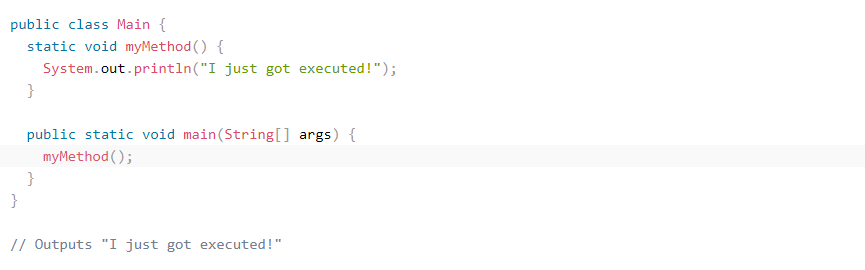 public class Main {
  static void myMethod() {
    System.out.println("I just got executed!");
  }

  public static void main(String[] args) {
    myMethod();
  }
}

// Outputs "I just got executed!"